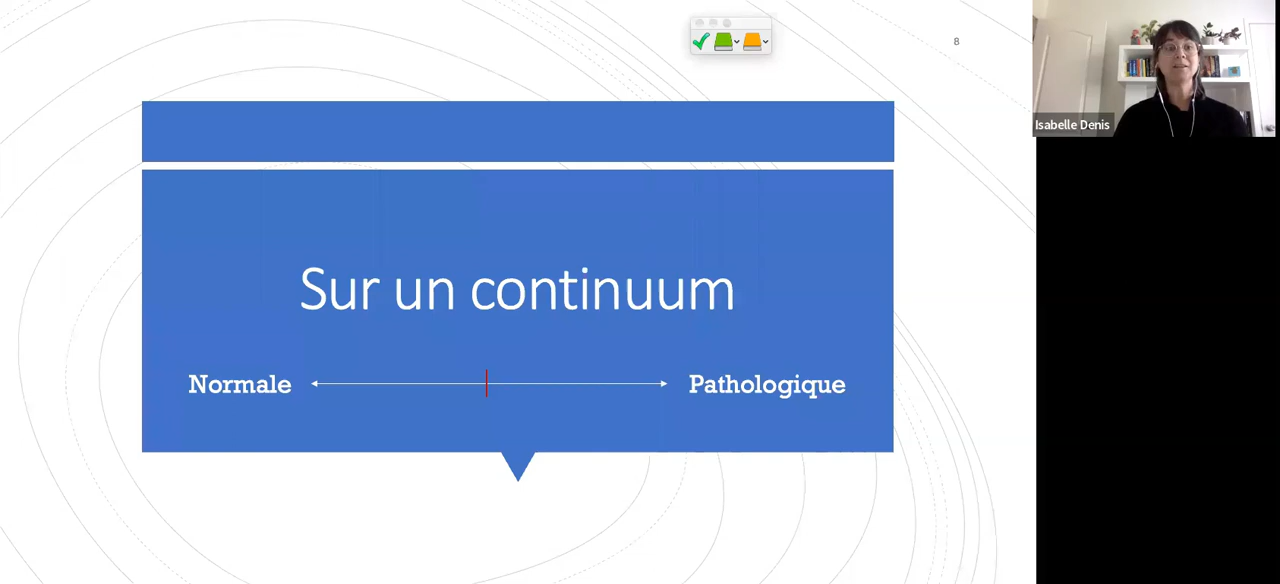 8
Isabelle Denis
Sur un continuum
Normale
Pathologique